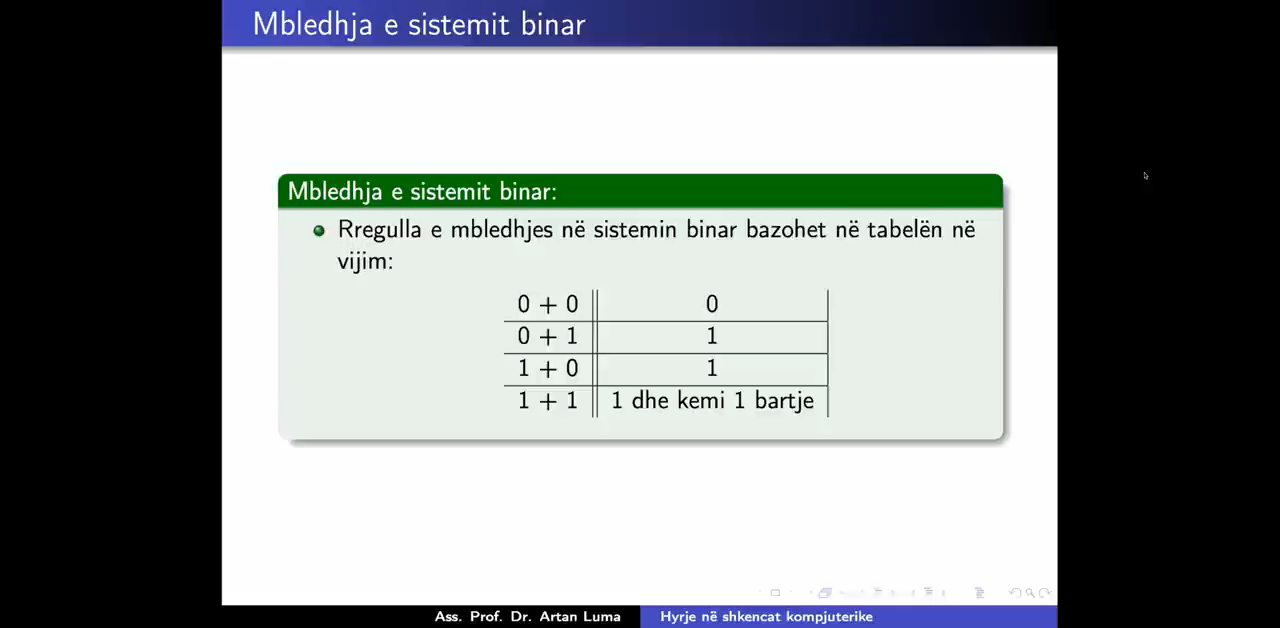 Mbledhja e sistemit binar
Mbledhja e sistemit binar:
Rregulla e mbledhjes në sistemin binar bazohet në tabelën në
vijim:
0 + 0 0
0 + 1 1
1 + 0 1
1 + 1 1 dhe kemi 1 bartje
Ass. Prof. Dr. Artan Luma Hyrje në shkencat kompjuterike